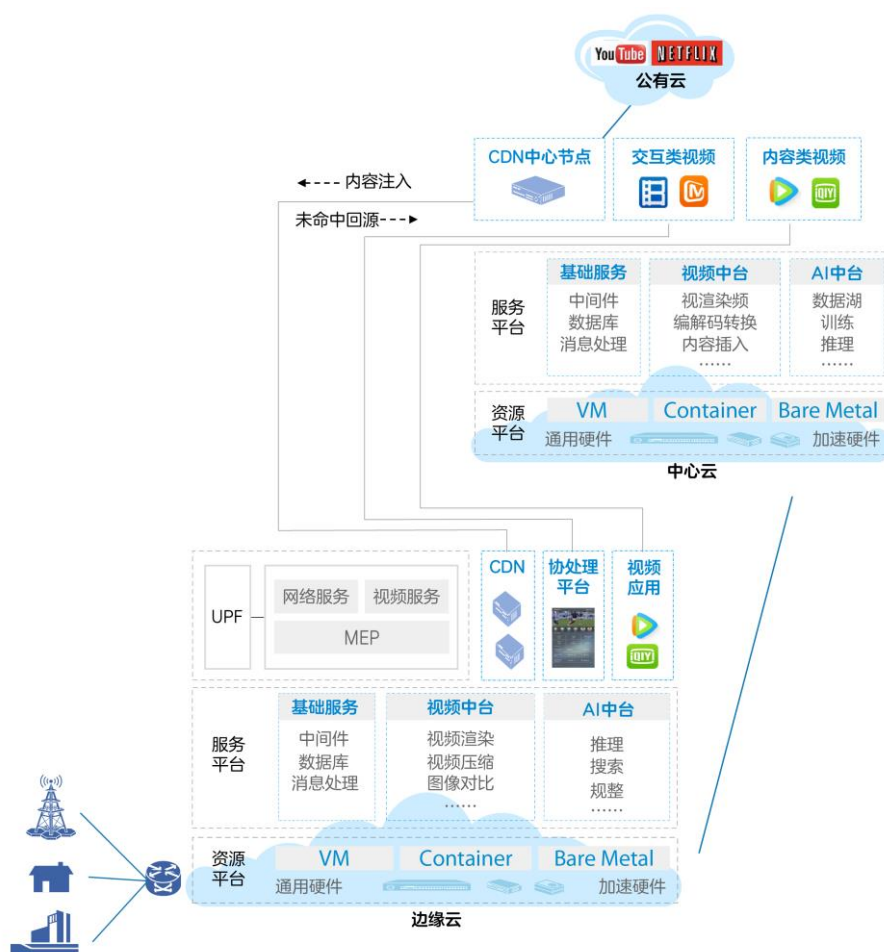 You Tube NETFLIX
公有云
CDN中心节点
交互类视频
内容类视频
QIY
内容注入
未命中回源
服务
平台
基础服务
中间件
数据库
消息处理
视频中台
视渲染频
编解码转换
内容插入
……
AI中台
数据湖
训练
推理
……
资源
平台
VM
Container
Bare Metal
通用硬件
加速硬件
中心云
UPF
网络服务
视频服务
MEP
CDN
协处理
平台
视频
应用
QIY
服务
平台
基础服务
中间件
数据库
消息处理
视频中台
视频渲染
视频压缩
图像对比
……
AI中台
推理
搜索
规整
……
资源
平台
VM
Container
Bare Metal
通用硬件
加速硬件
边缘云